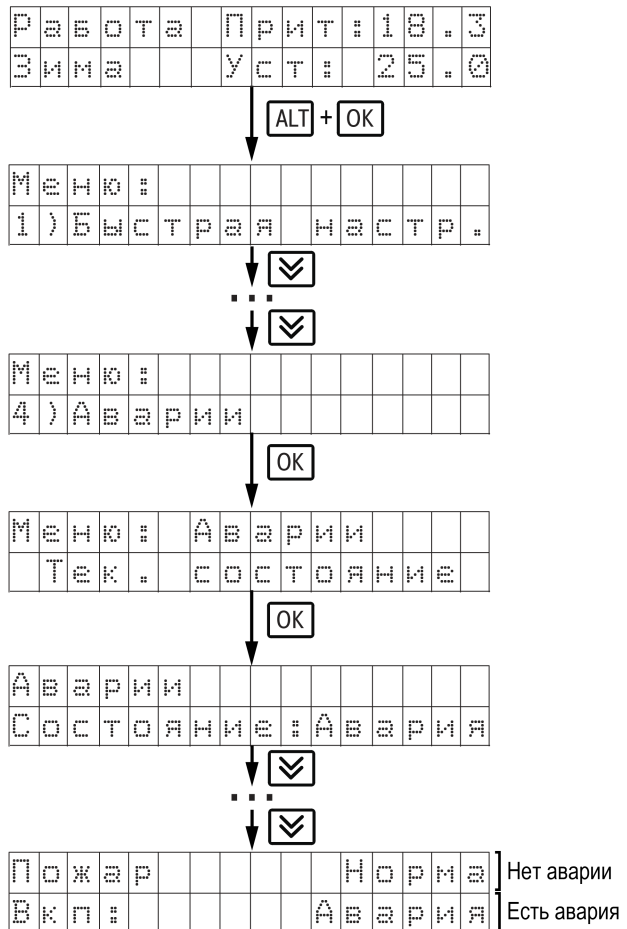 Работа Прит:18.3
Зима Уст: 25.0
ALT + OK
Меню:
1)Быстрая настр.
...
Меню:
4)Аварии
OK
Меню: Аварии
Тек. состояние
OK
Аварии
Состояние:Авария
...
Пожар Норма Нет аварии
Вкл: Авария Есть авария